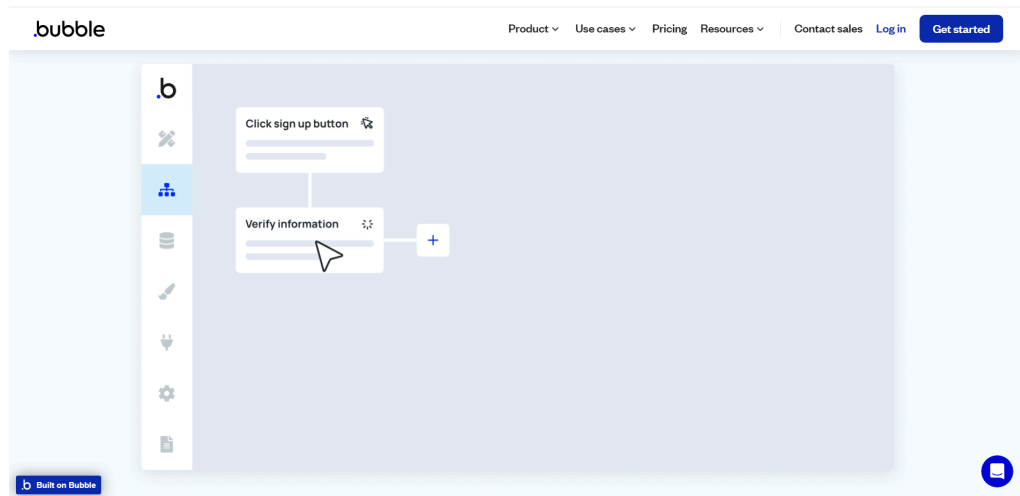 .bubble
Product
Use cases
Pricing
Resources
Contact sales
Log in
Get started
.b
Click sign up button
Verify information
.b Built on Bubble